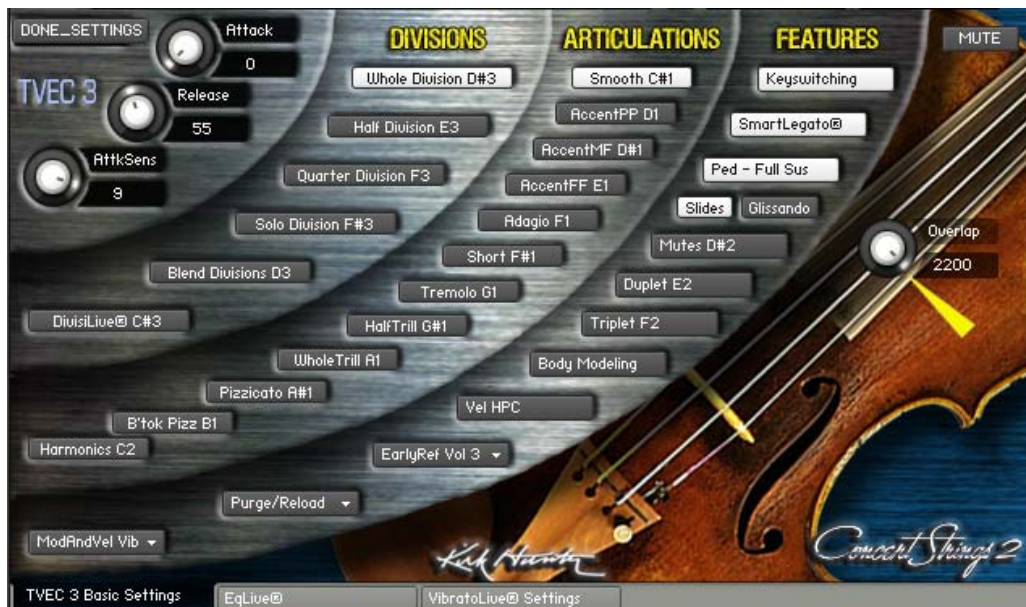 DONE_SETTINGS
Attack
0
TVEC 3
Release
55
AttkSens
9
DIVISIONS
Whole Division D#3
Half Division E3
Quarter Division F3
Solo Division F#3
Blend Divisions D3
DivisiLive® C#3
ARTICULATIONS
Smooth C#1
AccentPP D1
AccentMF D#1
AccentFF E1
Adagio F1
Short F#1
Tremolo G1
HalfTrill G#1
WholeTrill A1
Pizzicato A#1
B'tok Pizz B1
Harmonics C2
FEATURES
Keyswitching
SmartLegato®
Ped - Full Sus
Slides Glissando
Mutes D#2
Duplet E2
Triplet F2
Body Modeling
Vel HPC
EarlyRef Vol 3
Purge/Reload
ModAndVel Vib
MUTE
Overlap
2200
Kirk Hunter
Concert Strings 2
TVEC 3 Basic Settings
EqLive®
VibratoLive® Settings